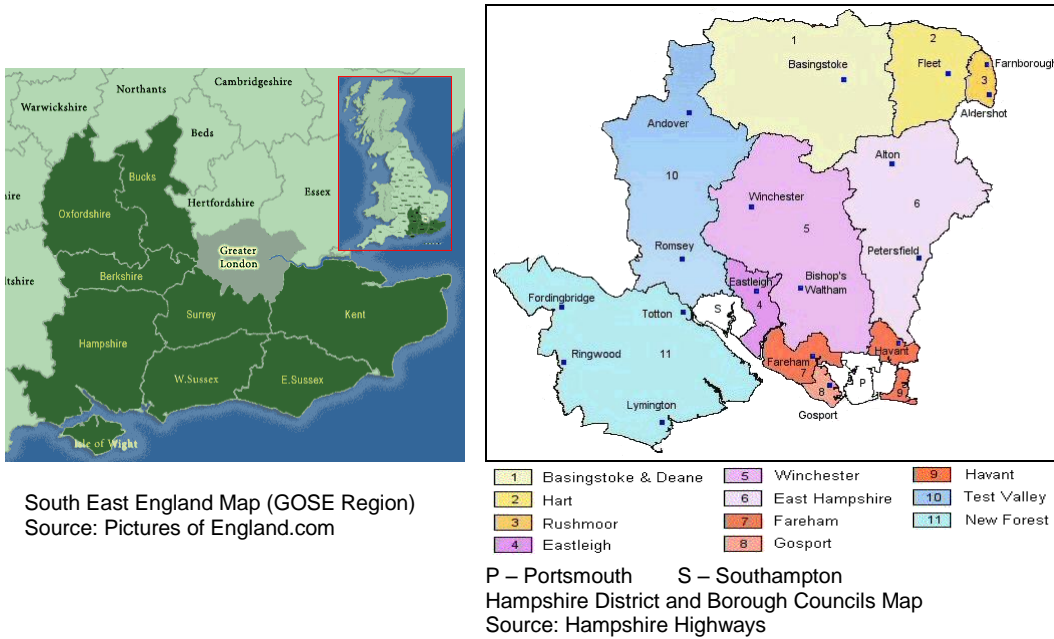 Northants
Cambridgeshire
Warwickshire
Beds
Bucks
Hertfordshire
Essex
ire
Oxfordshire
Greater
London
ltshire
Berkshire
Surrey
Kent
Hampshire
W.Sussex
E.Sussex
Isle of Wight
South East England Map (GOSE Region)
Source: Pictures of England.com
1
2
Basingstoke
Fleet
Farnborough
3
Aldershot
Andover
Alton
10
Winchester
6
5
Romsey
Petersfield
Eastleigh
Bishop's
Waltham
4
Fordingbridge
Totton
S
11
Ringwood
Havant
Fareham
7
P
8
9
Lymington
Gosport
1 Basingstoke & Deane
2 Hart
3 Rushmoor
4 Eastleigh
5 Winchester
6 East Hampshire
7 Fareham
8 Gosport
9 Havant
10 Test Valley
11 New Forest
P – Portsmouth S – Southampton
Hampshire District and Borough Councils Map
Source: Hampshire Highways